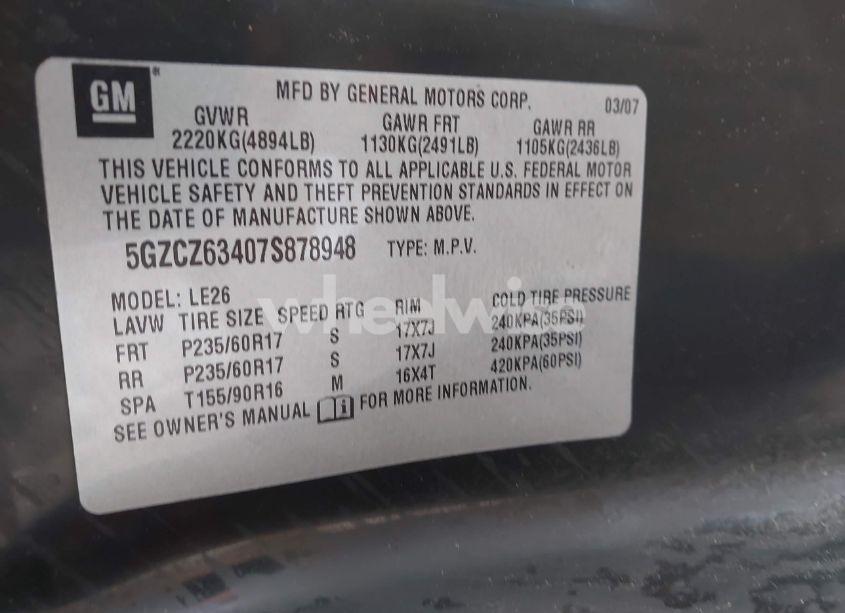 GM
MFD BY GENERAL MOTORS CORP. 03/07
GVWR GAWR FRT GAWR RR
2220KG(4894LB) 1130KG(2491LB) 1105KG(2436LB)
THIS VEHICLE CONFORMS TO ALL APPLICABLE U.S. FEDERAL MOTOR
VEHICLE SAFETY AND THEFT PREVENTION STANDARDS IN EFFECT ON
THE DATE OF MANUFACTURE SHOWN ABOVE.
5GZCZ63407S878948 TYPE: M.P.V.
MODEL: LE26
LAVW TIRE SIZE SPEED RTG RIM COLD TIRE PRESSURE
FRT P235/60R17 S 17X7J 240KPA(35PSI)
RR P235/60R17 S 17X7J 240KPA(35PSI)
SPA T155/90R16 M 16X4T 420KPA(60PSI)
SEE OWNER'S MANUAL FOR MORE INFORMATION.
wheelwise